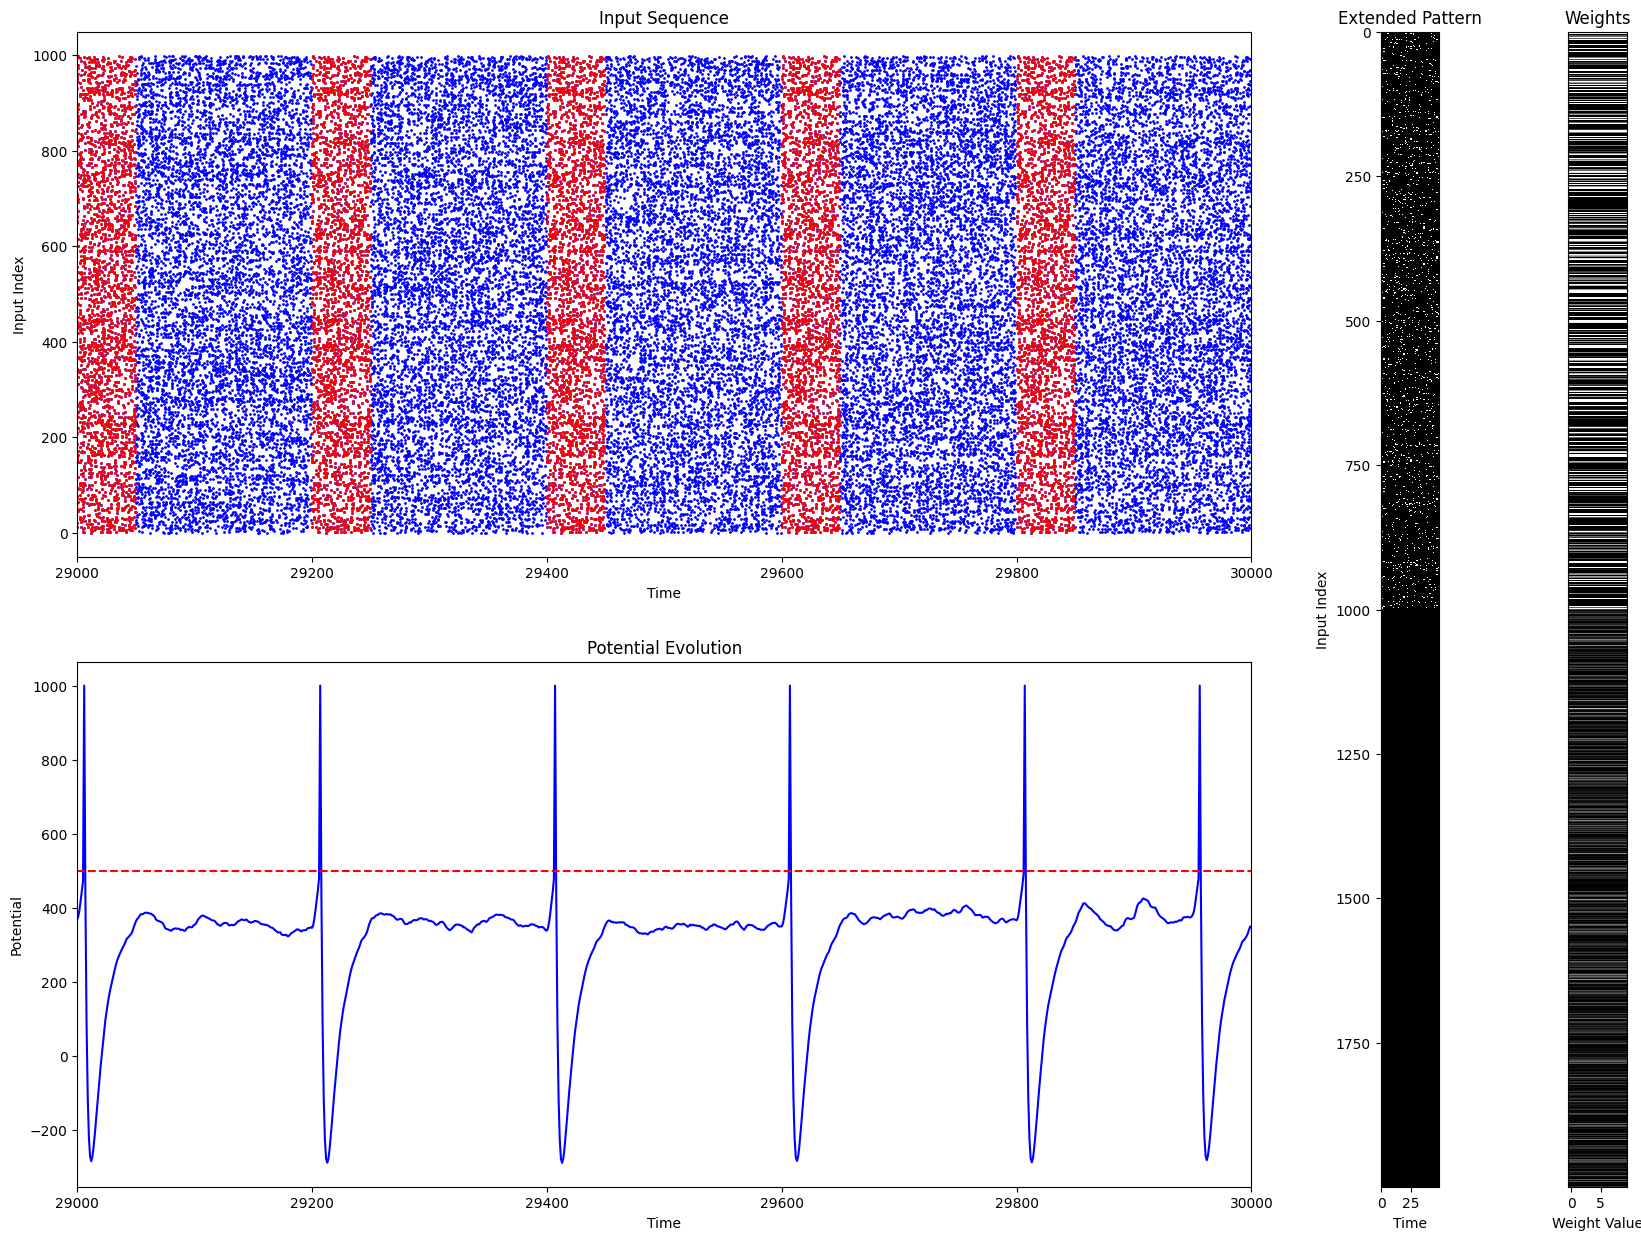 Input Sequence
Input Index
1000
800
600
400
200
0
29000 29200 29400 29600 29800 30000
Time
Potential Evolution
Potential
1000
800
600
400
200
0
−200
29000 29200 29400 29600 29800 30000
Time
Extended Pattern
Input Index
0
250
500
750
1000
1250
1500
1750
0 25
Time
Weights
0 5
Weight Value